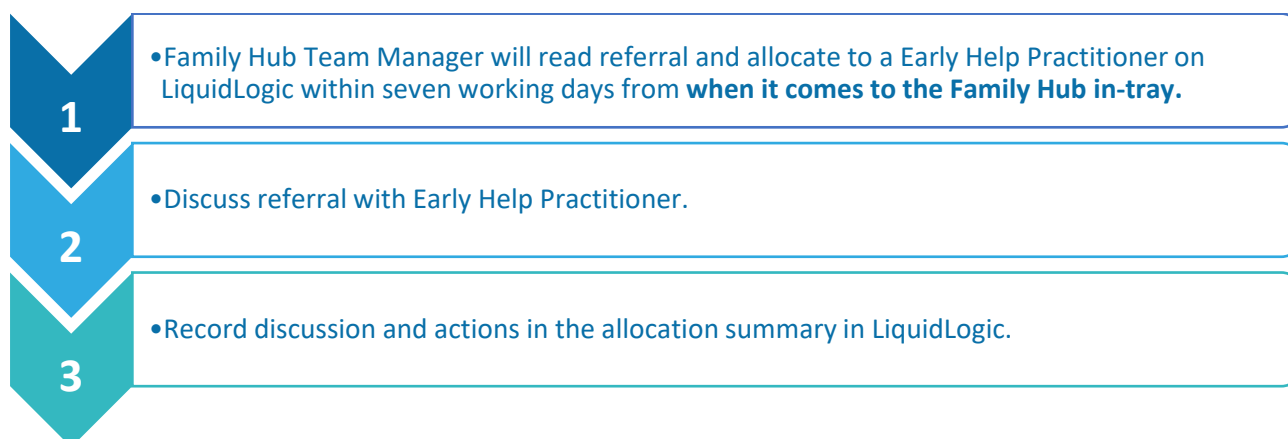 1
•Family Hub Team Manager will read referral and allocate to a Early Help Practitioner on
LiquidLogic within seven working days from when it comes to the Family Hub in-tray.
2
•Discuss referral with Early Help Practitioner.
3
•Record discussion and actions in the allocation summary in LiquidLogic.